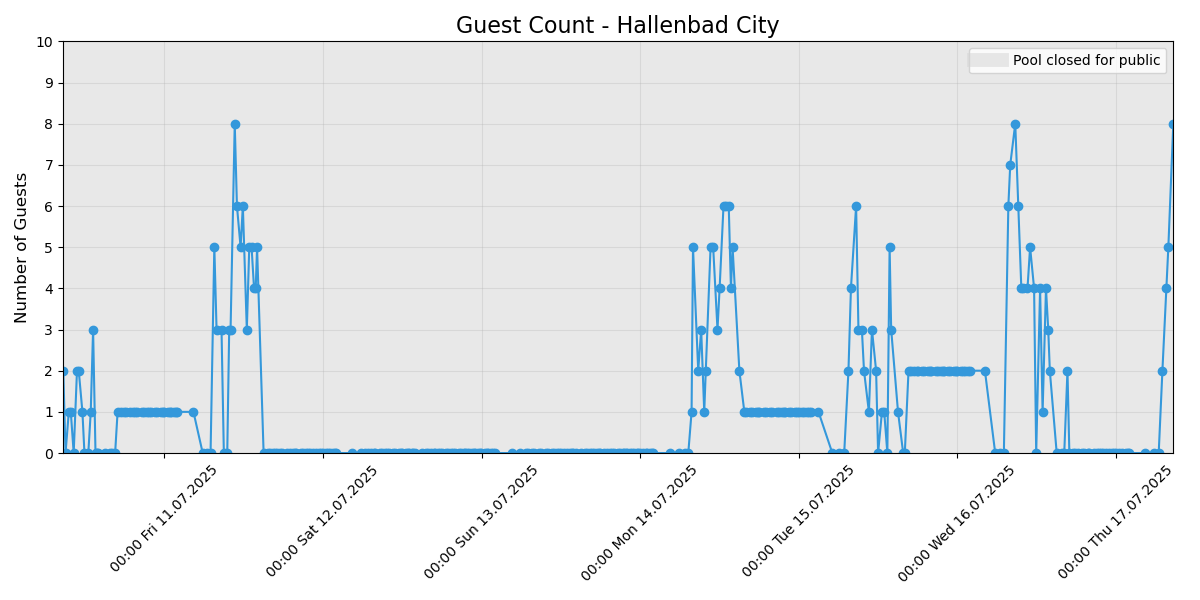 Guest Count - Hallenbad City
Pool closed for public
Number of Guests
10
9
8
7
6
5
4
3
2
1
0
00:00 Fri 11.07.2025
00:00 Sat 12.07.2025
00:00 Sun 13.07.2025
00:00 Mon 14.07.2025
00:00 Tue 15.07.2025
00:00 Wed 16.07.2025
00:00 Thu 17.07.2025